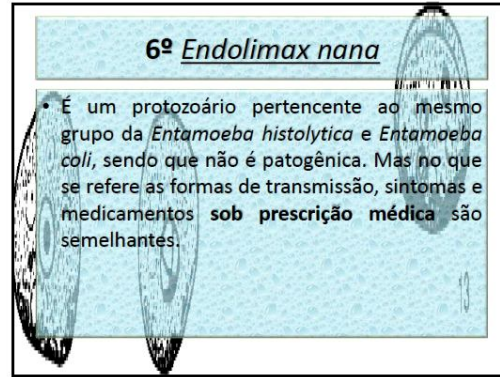 6º Endolimax nana
• É um protozoário pertencente ao mesmo
grupo da Entamoeba histolytica e Entamoeba
coli, sendo que não é patogênica. Mas no que
se refere as formas de transmissão, sintomas e
medicamentos sob prescrição médica são
semelhantes.
13